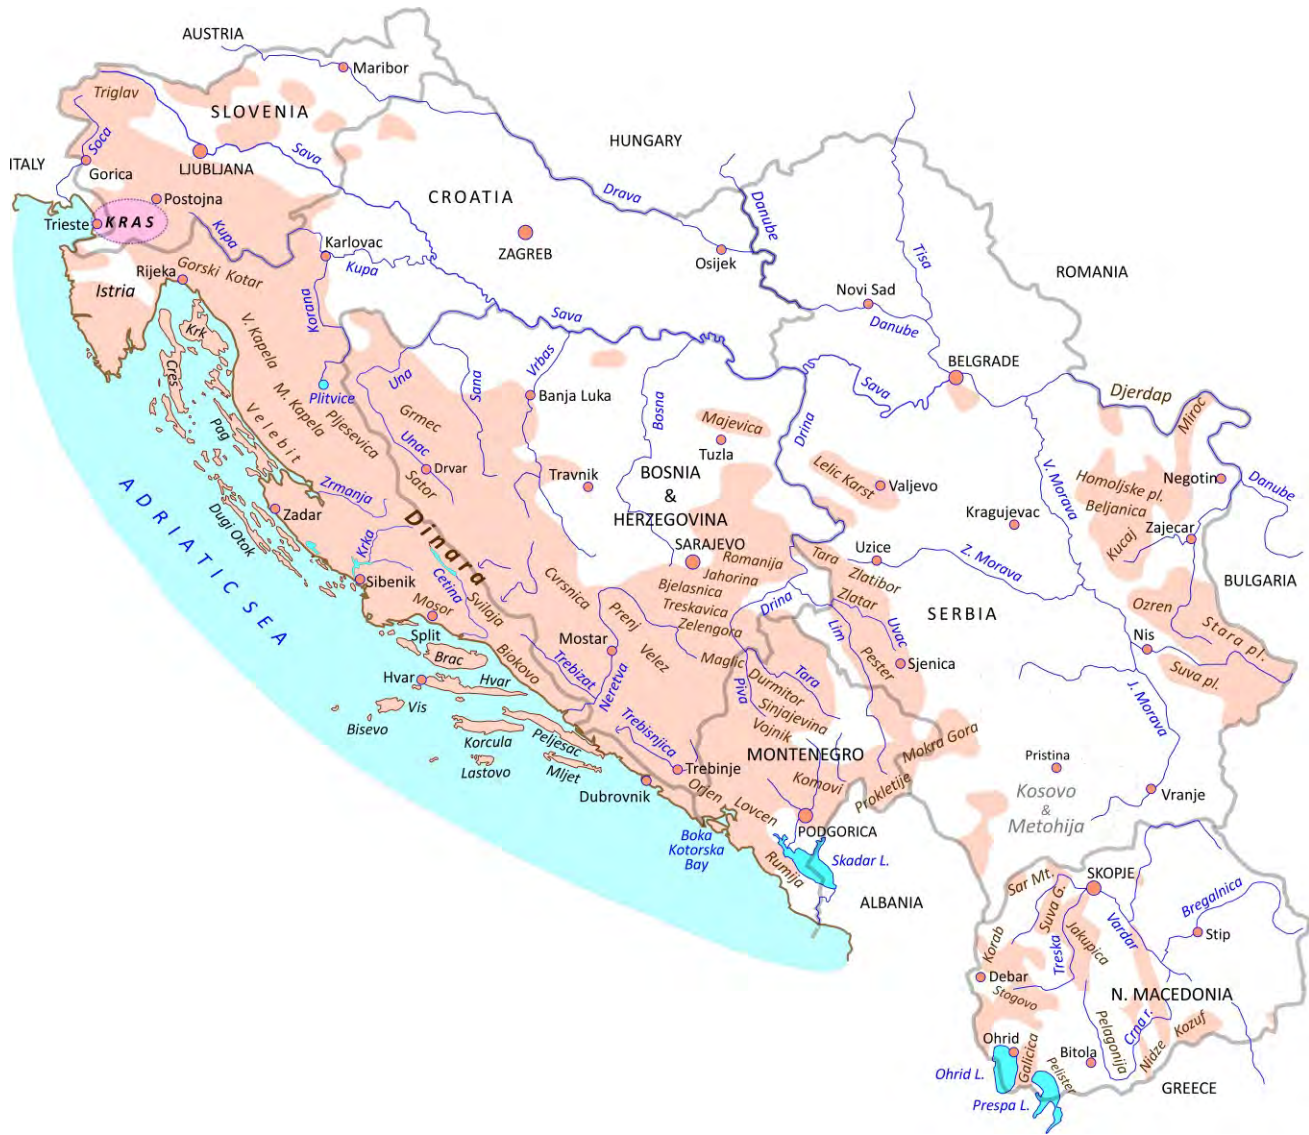 AUSTRIA
Maribor
Triglav
SLOVENIA
HUNGARY
ITALY
Soca
Gorica
LJUBLJANA
Sava
Drava
Danube
Tisa
CROATIA
Postojna
Trieste
KRAS
Kupa
Karlovac
ZAGREB
Osijek
ROMANIA
Rijeka
Gorski Kotar
Kupa
Istria
Novi Sad
Korana
Sava
Danube
Krk
V. Kapela
Vrbas
BELGRADE
Cres
Una
Sana
Sava
Djerdap
Plitvice
Banja Luka
Bosna
Drina
Miroc
Pag
Velebit
M. Kapela
Pljesevica
Grmec
Majevica
Unac
Tuzla
Drvar
Travnik
BOSNIA
&
HERZEGOVINA
Lelic Karst
Valjevo
V. Morava
Homoljske pl.
Negotin
Beljanica
Danube
ADRIATIC SEA
Zrmanja
Sator
Zadar
Dugi Otok
Dinara
Kragujevac
Kucaj
Zajecar
Krka
SARAJEVO
Romanija
Uzice
Tara
Z. Morava
Zlatibor
Sibenik
Cetina
Cvrsnica
Jahorina
Bjelasnica
BULGARIA
Mosor
Svilaja
Treskavica
Drina
Zlatar
SERBIA
Ozren
Split
Prenj
Zelengora
Lim
Uvac
Stara pl.
Brac
Biokovo
Mostar
Velez
Maglic
Pester
Sjenica
Nis
Suva pl.
Hvar
Hvar
Trebizat
Neretva
Piva
Durmitor
Tara
Vis
Bisevo
Sinjajevina
J. Morava
Korcula
Peljesac
Trebisnjica
Vojnik
Mokra Gora
MONTENEGRO
Pristina
Lastovo
Mljet
Trebinje
Komovi
Prokletije
Kosovo
&
Metohija
Vranje
Dubrovnik
Orjen
Lovcen
PODGORICA
Boka
Kotorska
Bay
Rumija
Skadar L.
ALBANIA
Sar Mt.
SKOPJE
Suva G.
Bregalnica
Korab
Treska
Jakupica
Vardar
Stip
Debar
Stogovo
N. MACEDONIA
Ohrid
Galicica
Bitola
Pelagonija
Crna r.
Nidze
Kozuf
Ohrid L.
Pelister
Prespa L.
GREECE